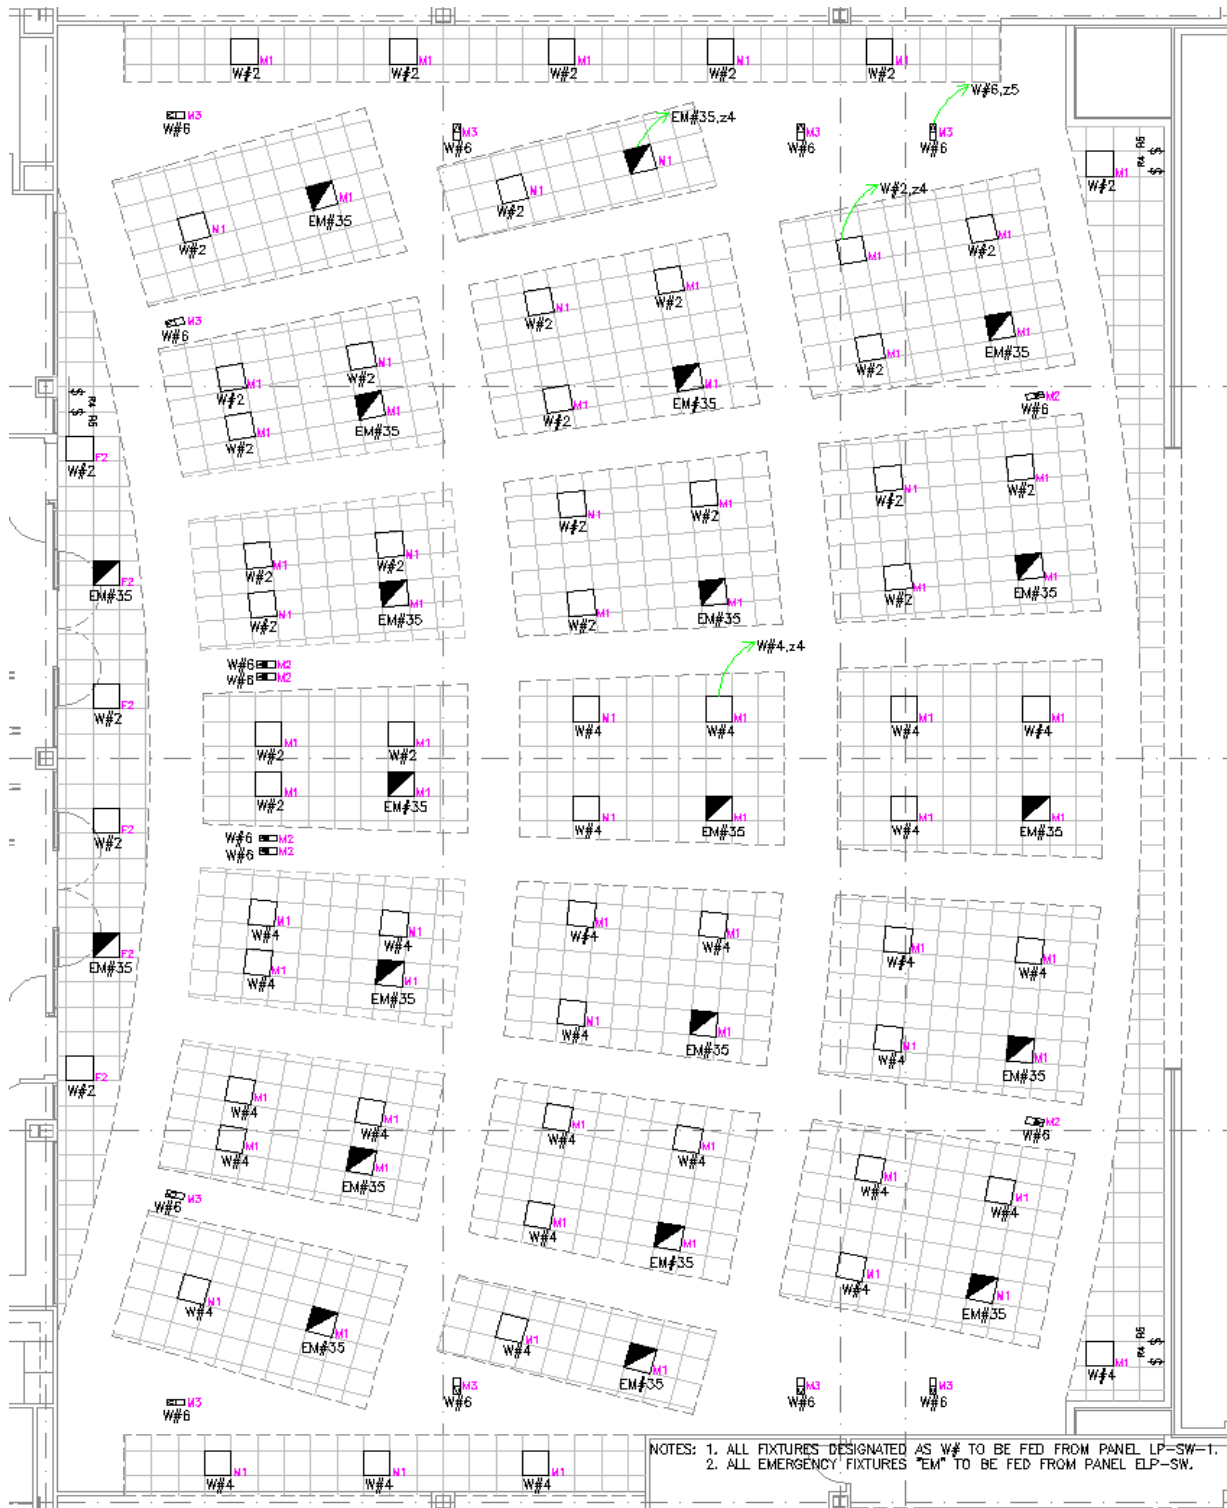 M1 M1 M1 M1 M1
W#2 W#2 W#2 W#2 W#2
W#6,z5
M3 EM#35,z4
W#6 M3 M3 M3
W#6 W#6 W#6
R4 R5
S S
M1 M1 M1
W#2
M1 W#2,z4
EM#35 W#2
M1 M1
W#2 W#2
M1
M1 M1
W#2 W#2
M3 M1
W#6 EM#35
M1 M1 M1
W#2 W#2
M1 M1
W#2 EM#35
M1 M1 M2
EM#35 W#2 W#6
S S
R4 R5
M1
W#2
F2
W#2
M1 M1 M1 M1
W#2 W#2 W#2 W#2
M1 M1
W#2 W#2
F2 M1 M1
EM#35 EM#35 W#2
M1 M1 M1 M1
W#2 EM#35 W#2 EM#35
W#6 M2
W#6 M2
W#4,z4
F2
W#2
M1 M1 M1 M1
W#4 W#4 W#4 W#4
M1 M1
W#2 W#2
M1 M1
W#2 EM#35
M1 M1 M1 M1
W#4 EM#35 W#4 EM#35
F2
W#2
W#6 M2
W#6 M2
M1 M1 M1 M1
W#4 W#4 W#4 W#4
F2 M1 M1
EM#35 W#4 W#4
M1 M1
W#4 EM#35
M1 M1
W#4 EM#35
M1 M1
W#4 EM#35
F2
W#2
M1 M1 M1 M1
W#4 W#4 W#4 W#4
M2
W#6
M1 M1
W#4 EM#35
M1 M1
W#4 W#4
M3
W#6
M1 M1
W#4 EM#35
M1 M1
W#4 EM#35
M1 M1
W#4 EM#35
M1 M1
W#4 EM#35
R4 R5
S S
M1
W#4
M3 M3 M3 M3
W#6 W#6 W#6 W#6
M1 M1 M1
W#4 W#4 W#4
NOTES: 1. ALL FIXTURES DESIGNATED AS W# TO BE FED FROM PANEL LP-SW-1.
2. ALL EMERGENCY FIXTURES "EM" TO BE FED FROM PANEL ELP-SW.